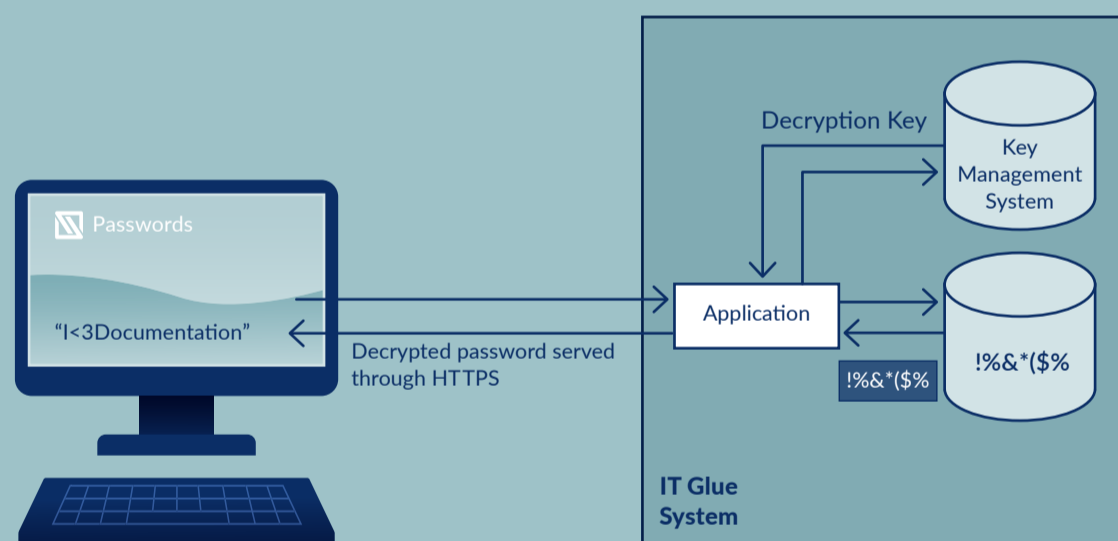 Passwords
“I<3Documentation”
Decrypted password served
through HTTPS
Decryption Key
Key
Management
System
Application
!%&*($%
!%&*($%
IT Glue
System